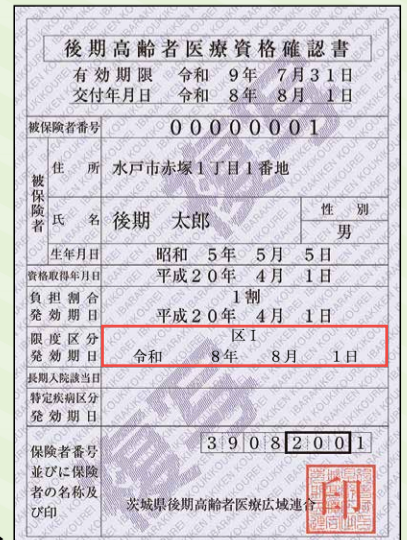 後期高齢者医療資格確認書
有効期限 令和 9年 7月31日
交付年月日 令和 8年 8月 1日
被保険者番号 00000001
被保険者
住所 水戸市赤塚1丁目1番地
氏名 後期 太郎
性別
男
生年月日 昭和 5年 5月 5日
資格取得年月日 平成20年 4月 1日
負担割合 1割
発効期日 平成20年 4月 1日
限度区分 区I
発効期日 令和 8年 8月 1日
長期入院該当日
特定疾病区分
発効期日
保険者番号
並びに保険
者の名称及
び印
39082001
茨城県後期高齢者医療広域連合
印
複写